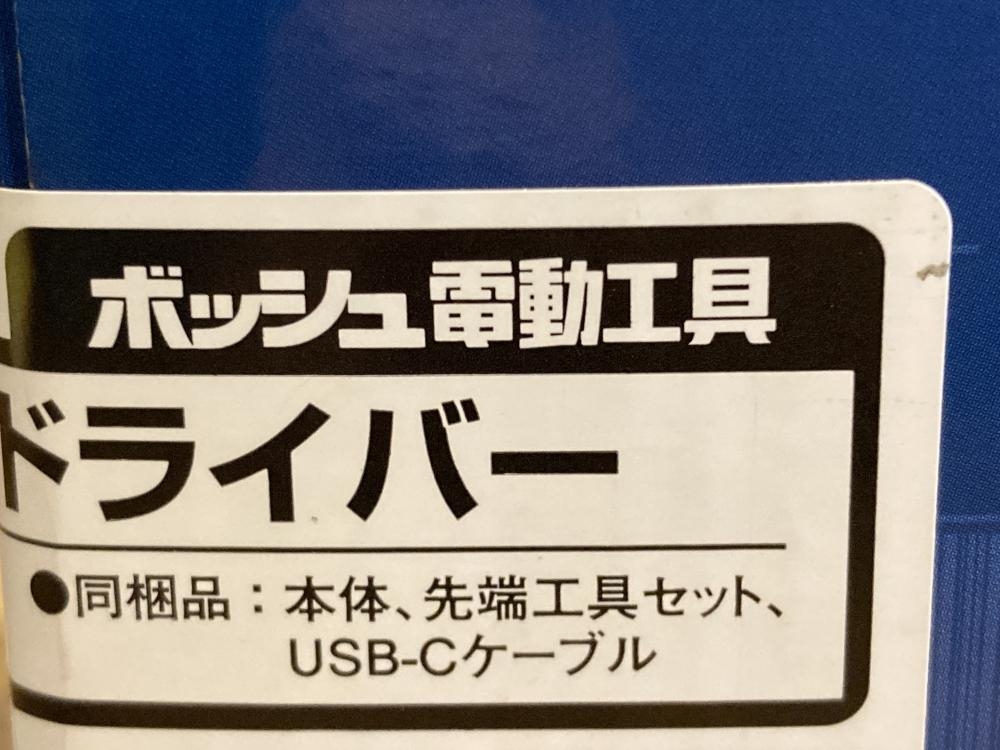 ボッシュ電動工具
ドライバー
●同梱品：本体、先端工具セット、
USB-Cケーブル